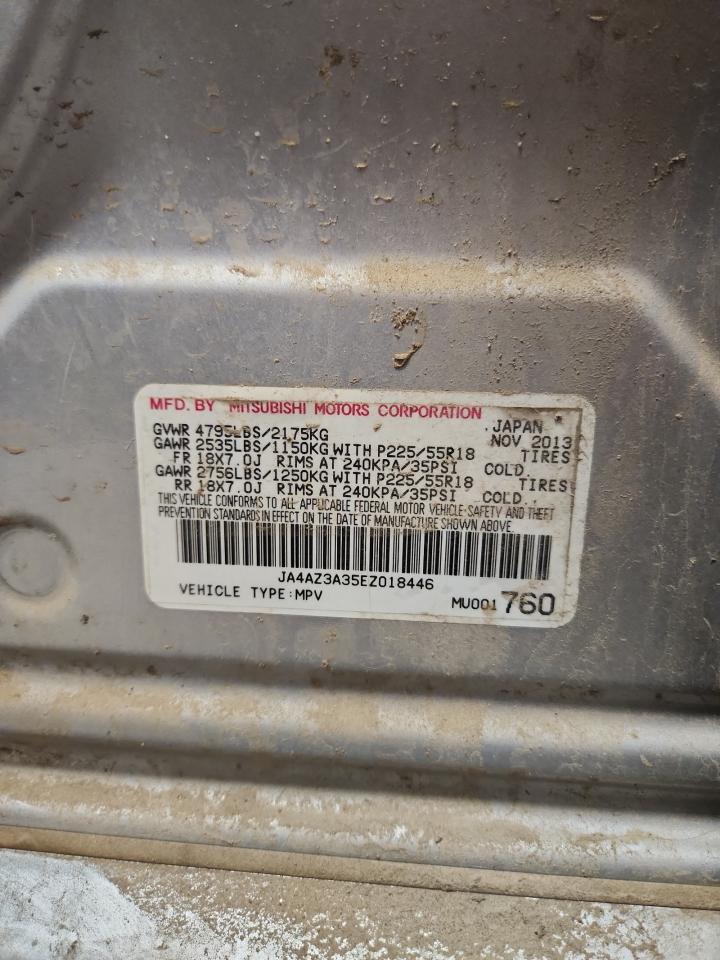 MFD. BY MITSUBISHI MOTORS CORPORATION
JAPAN
GVWR 4795LBS/2175KG NOV 2013
GAWR 2535LBS/1150KG WITH P225/55R18 TIRES
FR 18X7.0J RIMS AT 240KPA/35PSI COLD.
GAWR 2756LBS/1250KG WITH P225/55R18 TIRES
RR 18X7.0J RIMS AT 240KPA/35PSI COLD.
THIS VEHICLE CONFORMS TO ALL APPLICABLE FEDERAL MOTOR VEHICLE-SAFETY AND THEFT
PREVENTION STANDARDS IN EFFECT ON THE DATE OF MANUFACTURE SHOWN ABOVE.
JA4AZ3A35EZ018446
VEHICLE TYPE:MPV MU001 760